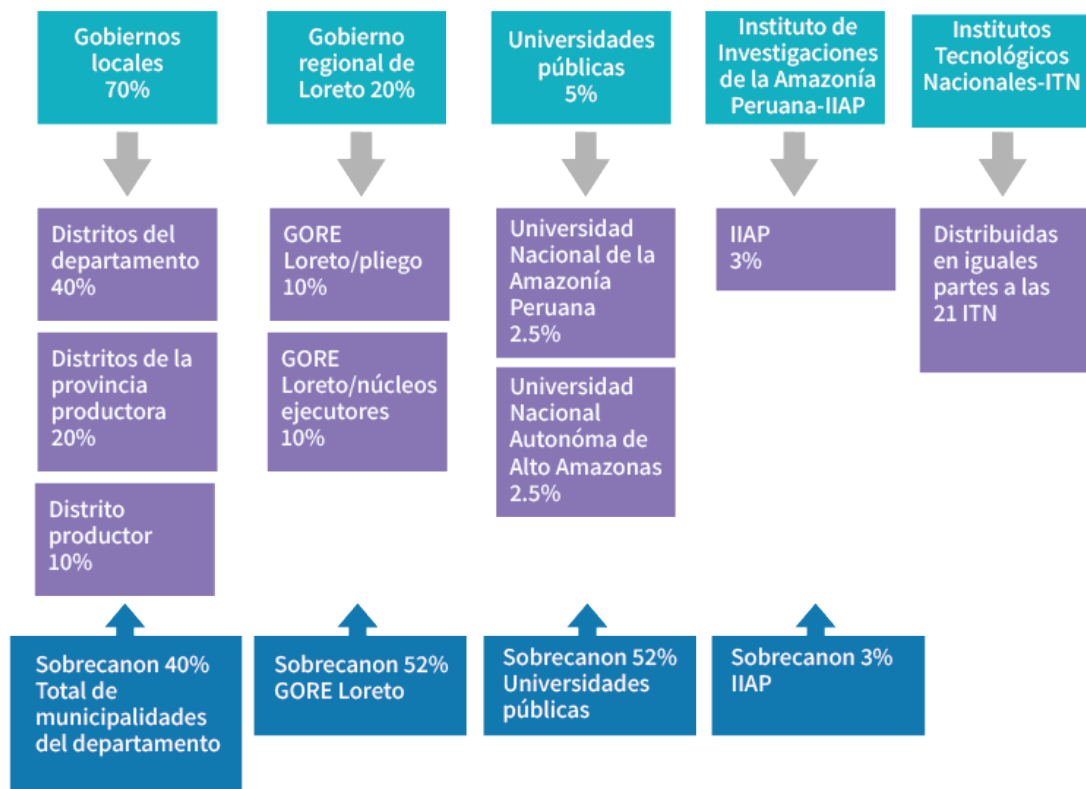 Gobiernos
locales
70%
Gobierno
regional de
Loreto 20%
Universidades
públicas
5%
Instituto de
Investigaciones
de la Amazonía
Peruana-IIAP
Institutos
Tecnológicos
Nacionales-ITN
Distritos del
departamento
40%
Distritos de la
provincia
productora
20%
Distrito
productor
10%
GORE
Loreto/pliego
10%
GORE
Loreto/núcleos
ejecutores
10%
Universidad
Nacional de la
Amazonía
Peruana
2.5%
Universidad
Nacional
Autonóma de
Alto Amazonas
2.5%
IIAP
3%
Distribuidas
en iguales
partes a las
21 ITN
Sobrecanon 40%
Total de
municipalidades
del departamento
Sobrecanon 52%
GORE Loreto
Sobrecanon 52%
Universidades
públicas
Sobrecanon 3%
IIAP